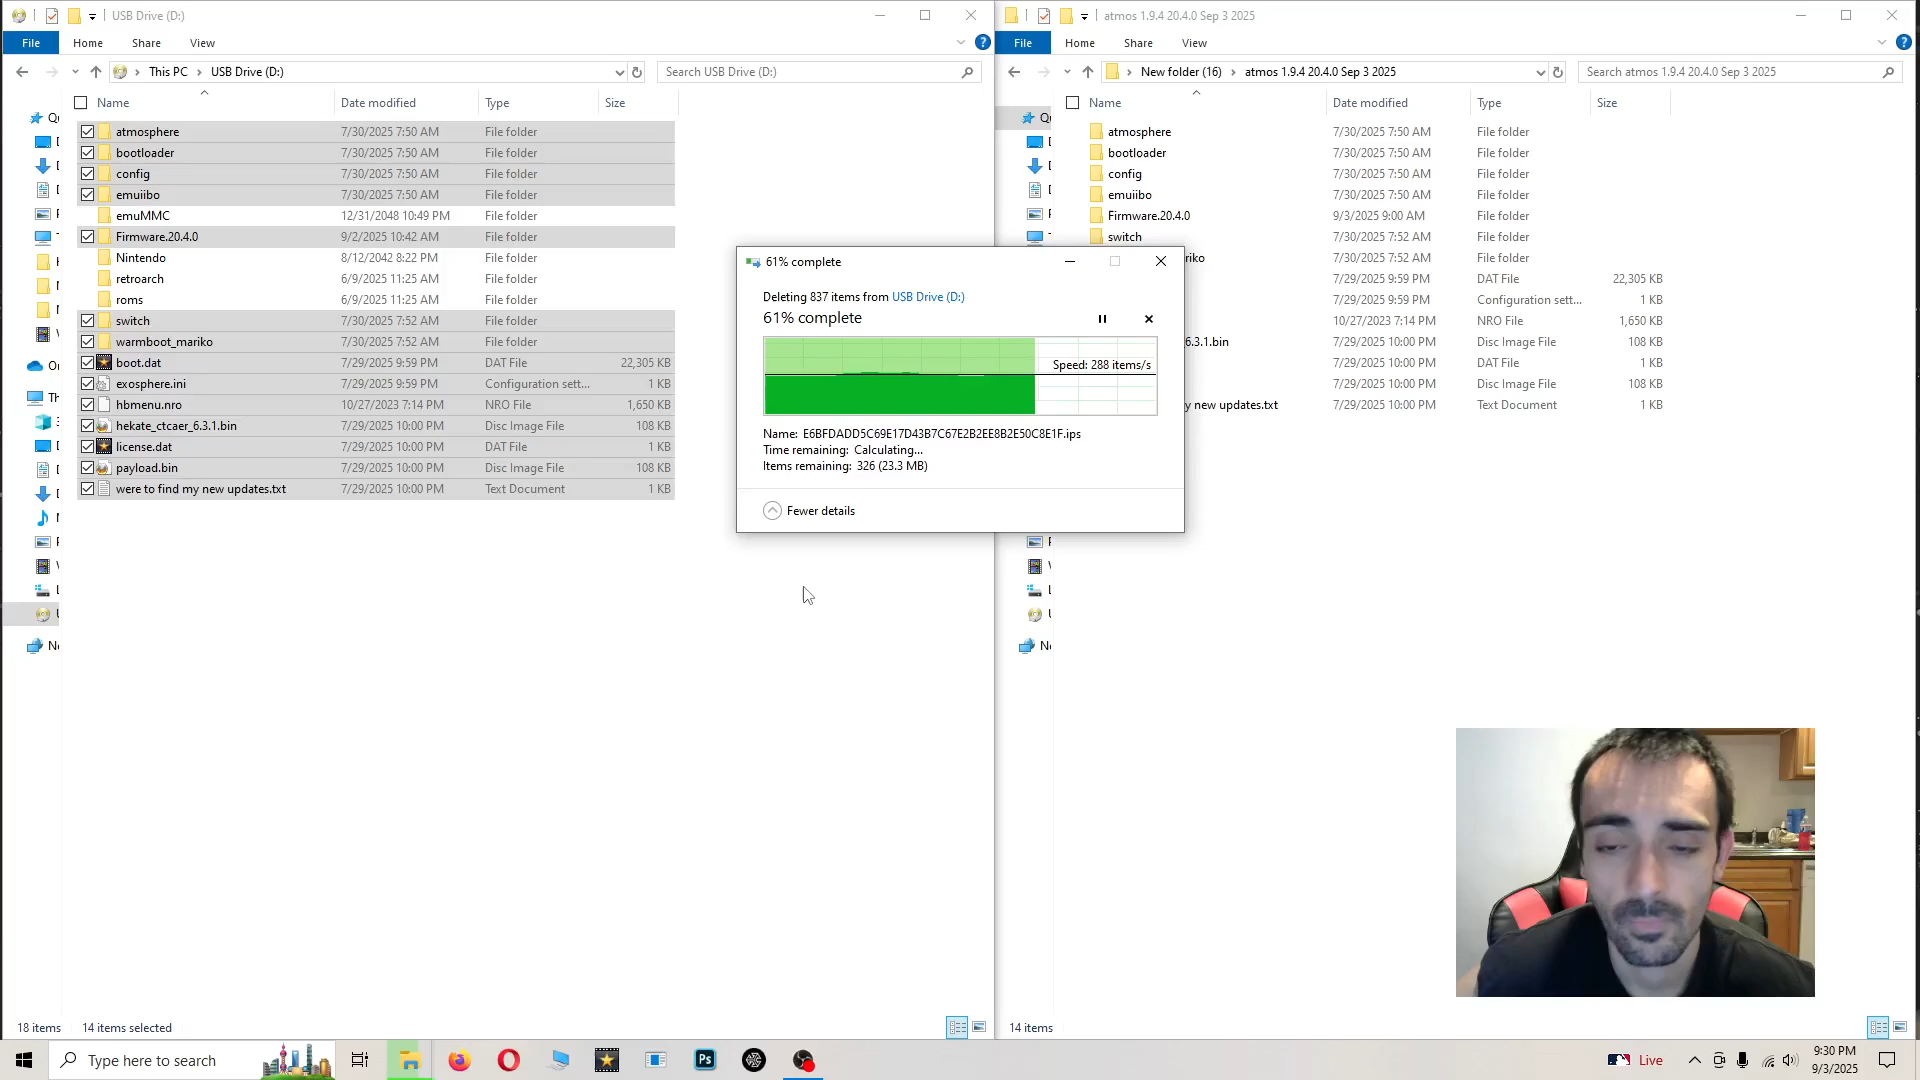 USB Drive (D:)
File
Home
Share
View
This PC
USB Drive (D:)
Search USB Drive (D:)
Name
Date modified
Type
Size
atmosphere 7/30/2025 7:50 AM File folder
bootloader 7/30/2025 7:50 AM File folder
config 7/30/2025 7:50 AM File folder
emuiibo 7/30/2025 7:50 AM File folder
emuMMC 12/31/2048 10:49 PM File folder
Firmware.20.4.0 9/2/2025 10:42 AM File folder
Nintendo 8/12/2042 8:22 PM File folder
retroarch 6/9/2025 11:25 AM File folder
roms 6/9/2025 11:25 AM File folder
switch 7/30/2025 7:52 AM File folder
warmboot_mariko 7/30/2025 7:52 AM File folder
boot.dat 7/29/2025 9:59 PM DAT File 22,305 KB
exosphere.ini 7/29/2025 9:59 PM Configuration sett... 1 KB
hbmenu.nro 10/27/2023 7:14 PM NRO File 1,650 KB
hekate_ctcaer_6.3.1.bin 7/29/2025 10:00 PM Disc Image File 108 KB
license.dat 7/29/2025 10:00 PM DAT File 1 KB
payload.bin 7/29/2025 10:00 PM Disc Image File 108 KB
were to find my new updates.txt 7/29/2025 10:00 PM Text Document 1 KB
18 items
14 items selected
61% complete
Deleting 837 items from USB Drive (D:)
61% complete
Speed: 288 items/s
Name: E6BFDADD5C69E17D43B7C67E2B2EE8B2E50C8E1F.ips
Time remaining: Calculating...
Items remaining: 326 (23.3 MB)
Fewer details
atmos 1.9.4 20.4.0 Sep 3 2025
File
Home
Share
View
New folder (16)
atmos 1.9.4 20.4.0 Sep 3 2025
Search atmos 1.9.4 20.4.0 Sep 3 2025
Name
Date modified
Type
Size
atmosphere 7/30/2025 7:50 AM File folder
bootloader 7/30/2025 7:50 AM File folder
config 7/30/2025 7:50 AM File folder
emuiibo 7/30/2025 7:50 AM File folder
Firmware.20.4.0 9/3/2025 9:00 AM File folder
switch 7/30/2025 7:52 AM File folder
riko 7/30/2025 7:52 AM File folder
7/29/2025 9:59 PM DAT File 22,305 KB
7/29/2025 9:59 PM Configuration sett... 1 KB
10/27/2023 7:14 PM NRO File 1,650 KB
6.3.1.bin 7/29/2025 10:00 PM Disc Image File 108 KB
7/29/2025 10:00 PM DAT File 1 KB
7/29/2025 10:00 PM Disc Image File 108 KB
y new updates.txt 7/29/2025 10:00 PM Text Document 1 KB
14 items
Type here to search
Ps
Live
9:30 PM
9/3/2025